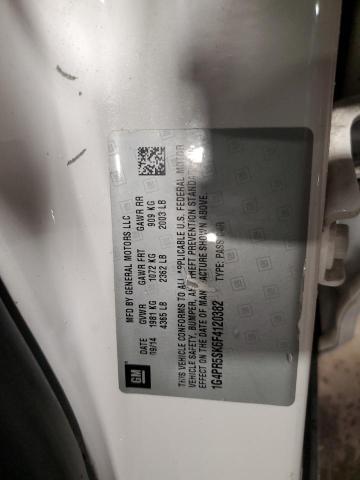 MFD BY GENERAL MOTORS LLC
DATE GVWR GAWR FRT GAWR RR
09/14 1981 KG 1072 KG 909 KG
4365 LB 2362 LB 2003 LB
THIS VEHICLE CONFORMS TO ALL APPLICABLE U.S. FEDERAL MOTOR
VEHICLE SAFETY, BUMPER, AND THEFT PREVENTION STANDARDS IN
EFFECT ON THE DATE OF MANUFACTURE SHOWN ABOVE.
1G4PR5SK6F4120382 TYPE: PASS CAR
GM